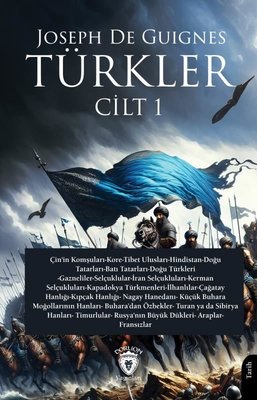 JOSEPH DE GUIGNES
TÜRKLER
CİLT 1
Çin'in Komşuları-Kore-Tibet Ulusları-Hindistan-Doğu
Tatarları-Batı Tatarları-Doğu Türkleri
-Gazneliler-Selçuklular-İran Selçukluları-Kerman
Selçukluları-Kapadokya Türkmenleri-İlhanlılar-Çağatay
Hanlığı-Kıpçak Hanlığı- Nagay Hanedanı- Küçük Buhara
Moğollarının Hanları- Buhara'dan Özbekler- Turan ya da Sibirya
Hanları- Timurlular- Rusya'nın Büyük Dükleri- Araplar-
Fransızlar
DORLION
Yayınları
Tarih